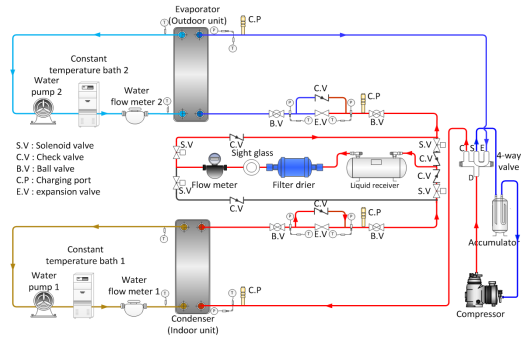 Evaporator
(Outdoor unit)
C.P
T
T
Constant
temperature bath 2
Water
pump 2
Water
flow meter 2
T
T
P
C.V
P
C.P
B.V
E.V
B.V
T
T
S.V : Solenoid valve
C.V : Check valve
B.V : Ball valve
C.P : Charging port
E.V : expansion valve
S.V
C.V
Sight glass
S.V
C.V
C.V
S.V
Flow meter
Filter drier
Liquid receiver
S.V
C.V
C
S
E
D
4-way
valve
Accumulator
Compressor
Constant
temperature bath 1
Water
pump 1
Water
flow meter 1
T
T
P
C.V
P
C.P
B.V
E.V
B.V
T
T
T
P
C.P
Condenser
(Indoor unit)